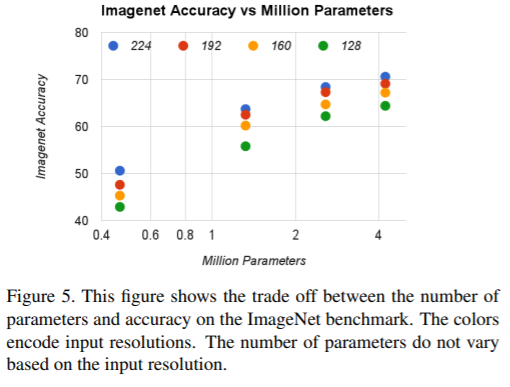 Imagenet Accuracy vs Million Parameters
80
224 192 160 128
70
60
50
40
Imagenet Accuracy
0.4 0.6 0.8 1 2 4
Million Parameters
Figure 5. This figure shows the trade off between the number of
parameters and accuracy on the ImageNet benchmark. The colors
encode input resolutions. The number of parameters do not vary
based on the input resolution.